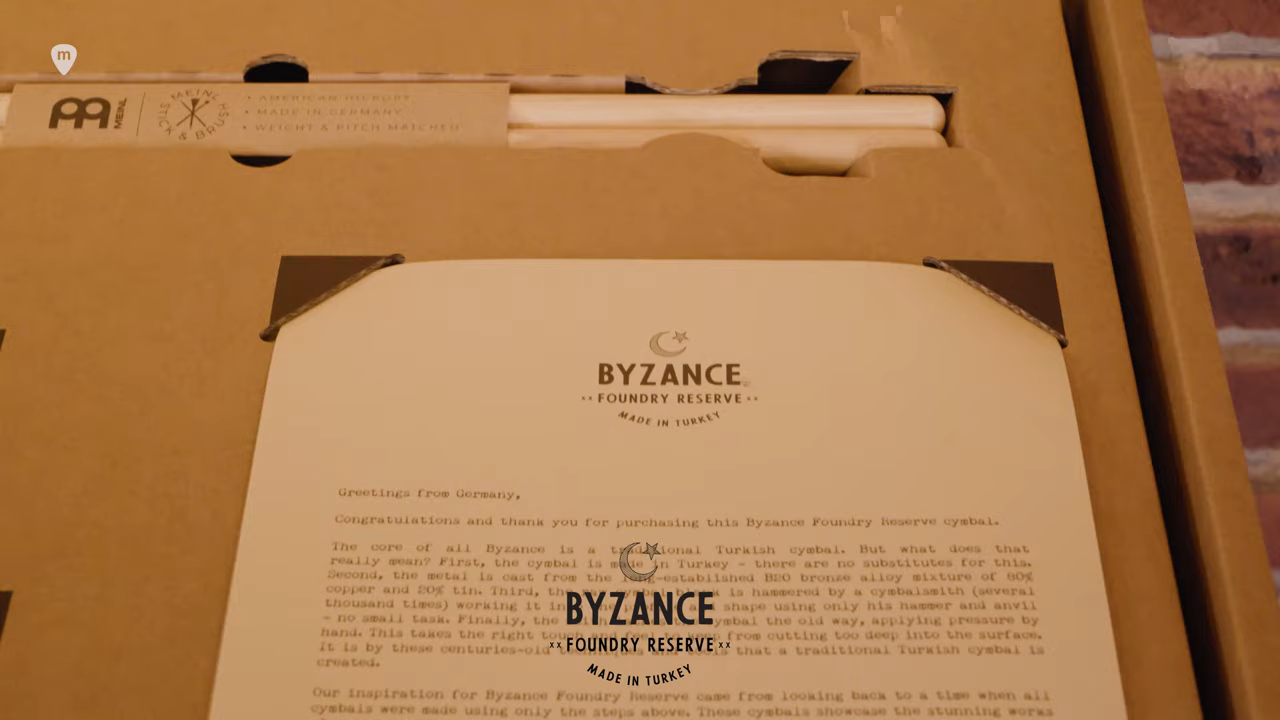 m
MEINL
MEINL
STICK & BRUSH
• AMERICAN HICKORY
• MADE IN GERMANY
• WEIGHT & PITCH MATCHED
BYZANCE
FOUNDRY RESERVE
MADE IN TURKEY
Greetings from Germany,
Congratulations and thank you for purchasing this Byzance Foundry Reserve cymbal.
The core of all Byzance is a traditional Turkish cymbal. But what does that
really mean? First, the cymbal is made in Turkey - there are no substitutes for this.
Second, the metal is cast from the long-established B20 bronze alloy mixture of 80%
copper and 20% tin. Third, the cymbal is hammered by a cymbalsmith (several
thousand times) working it into the shape using only his hammer and anvil
- no small task. Finally, the cymbal the old way, applying pressure by
hand. This takes the right touch and feel to keep from cutting too deep into the surface.
It is by these centuries-old techniques and tools that a traditional Turkish cymbal is
created.
BYZANCE
FOUNDRY RESERVE
MADE IN TURKEY
Our inspiration for Byzance Foundry Reserve came from looking back to a time when all
cymbals were made using only the steps above. These cymbals showcase the stunning works